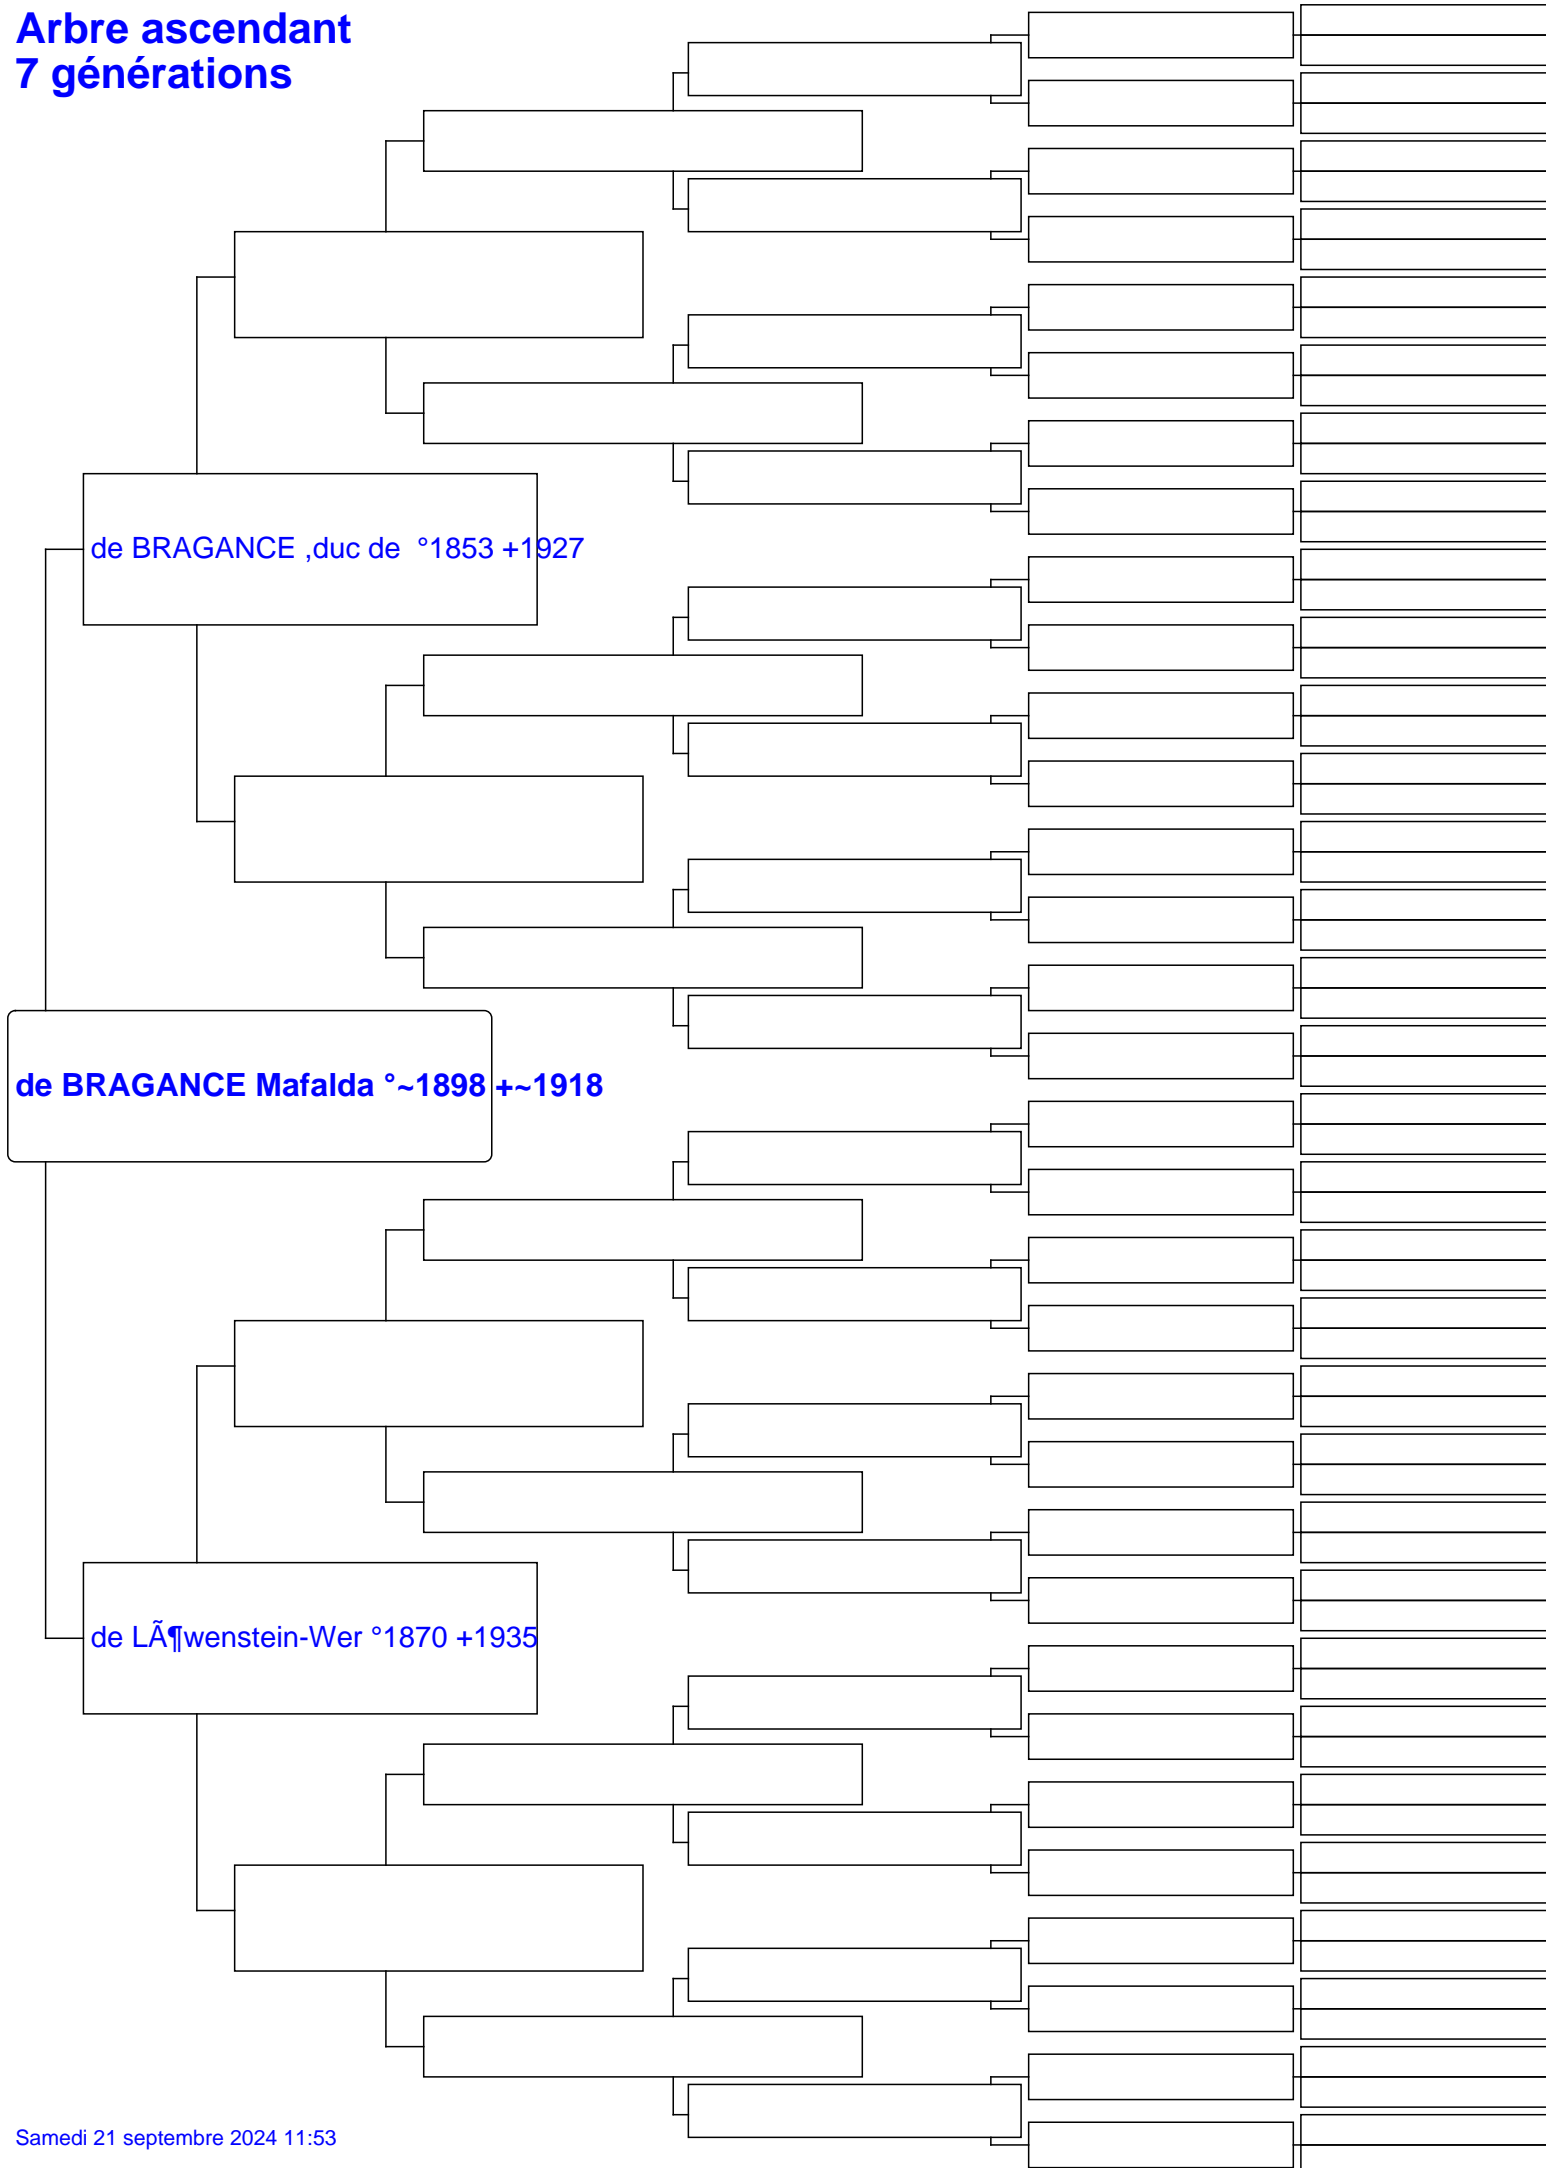 Arbre ascendant
7 générations
de BRAGANCE ,duc de  °1853 +1927
de BRAGANCE Mafalda °~1898 +~1918
de LÃ¶wenstein-Wer °1870 +1935
Samedi 21 septembre 2024 11:53